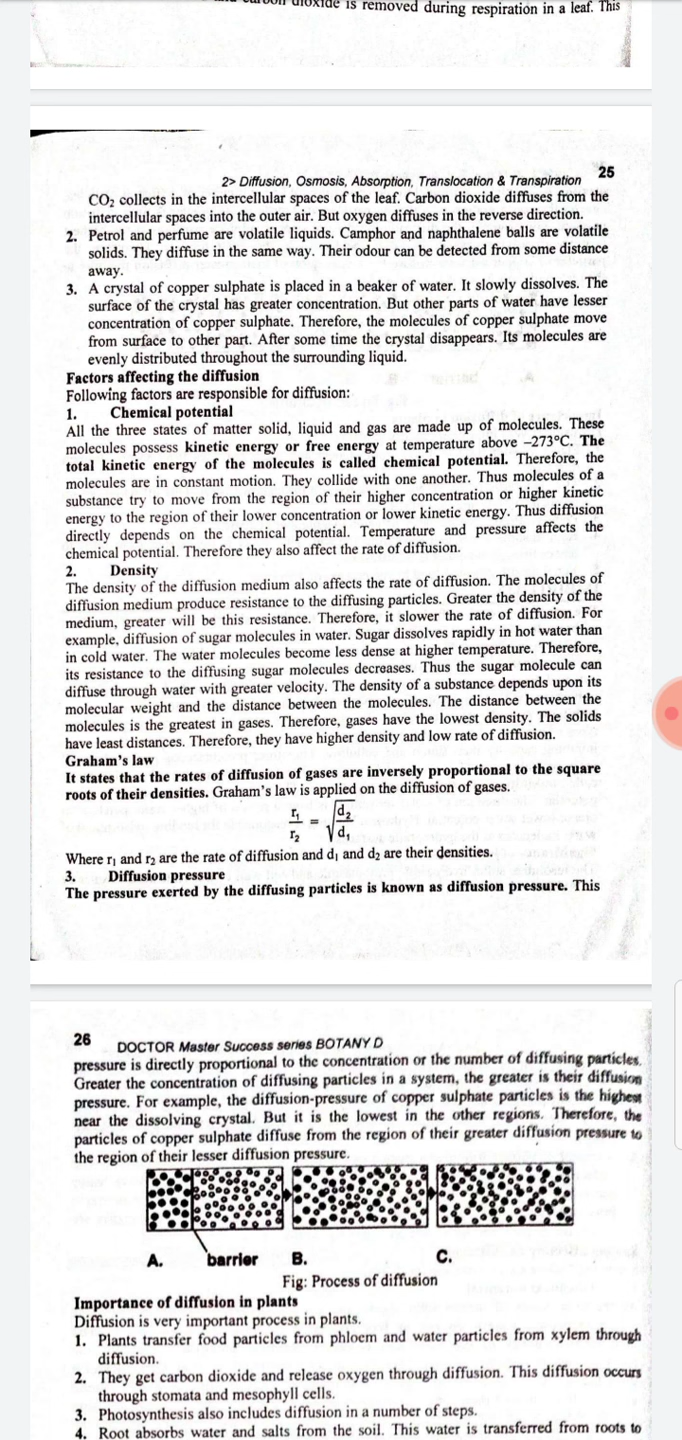 dioxide is removed during respiration in a leaf. This
25
2> Diffusion, Osmosis, Absorption, Translocation & Transpiration
CO₂ collects in the intercellular spaces of the leaf. Carbon dioxide diffuses from the
intercellular spaces into the outer air. But oxygen diffuses in the reverse direction.
2. Petrol and perfume are volatile liquids. Camphor and naphthalene balls are volatile
solids. They diffuse in the same way. Their odour can be detected from some distance
away.
3. A crystal of copper sulphate is placed in a beaker of water. It slowly dissolves. The
surface of the crystal has greater concentration. But other parts of water have lesser
concentration of copper sulphate. Therefore, the molecules of copper sulphate move
from surface to other part. After some time the crystal disappears. Its molecules are
evenly distributed throughout the surrounding liquid.
Factors affecting the diffusion
Following factors are responsible for diffusion:
1. Chemical potential
All the three states of matter solid, liquid and gas are made up of molecules. These
molecules possess kinetic energy or free energy at temperature above –273°C. The
total kinetic energy of the molecules is called chemical potential. Therefore, the
molecules are in constant motion. They collide with one another. Thus molecules of a
substance try to move from the region of their higher concentration or higher kinetic
energy to the region of their lower concentration or lower kinetic energy. Thus diffusion
directly depends on the chemical potential. Temperature and pressure affects the
chemical potential. Therefore they also affect the rate of diffusion.
2. Density
The density of the diffusion medium also affects the rate of diffusion. The molecules of
diffusion medium produce resistance to the diffusing particles. Greater the density of the
medium, greater will be this resistance. Therefore, it slower the rate of diffusion. For
example, diffusion of sugar molecules in water. Sugar dissolves rapidly in hot water than
in cold water. The water molecules become less dense at higher temperature. Therefore,
its resistance to the diffusing sugar molecules decreases. Thus the sugar molecule can
diffuse through water with greater velocity. The density of a substance depends upon its
molecular weight and the distance between the molecules. The distance between the
molecules is the greatest in gases. Therefore, gases have the lowest density. The solids
have least distances. Therefore, they have higher density and low rate of diffusion.
Graham's law
It states that the rates of diffusion of gases are inversely proportional to the square
roots of their densities. Graham's law is applied on the diffusion of gases.
r₁/r₂ = √(d₂/d₁)
Where r₁ and r₂ are the rate of diffusion and d₁ and d₂ are their densities.
3. Diffusion pressure
The pressure exerted by the diffusing particles is known as diffusion pressure. This
26 DOCTOR Master Success series BOTANY D
pressure is directly proportional to the concentration or the number of diffusing particles.
Greater the concentration of diffusing particles in a system, the greater is their diffusion
pressure. For example, the diffusion-pressure of copper sulphate particles is the highest
near the dissolving crystal. But it is the lowest in the other regions. Therefore, the
particles of copper sulphate diffuse from the region of their greater diffusion pressure to
the region of their lesser diffusion pressure.
A. barrier B. C.
Fig: Process of diffusion
Importance of diffusion in plants
Diffusion is very important process in plants.
1. Plants transfer food particles from phloem and water particles from xylem through
diffusion.
2. They get carbon dioxide and release oxygen through diffusion. This diffusion occurs
through stomata and mesophyll cells.
3. Photosynthesis also includes diffusion in a number of steps.
4. Root absorbs water and salts from the soil. This water is transferred from roots to